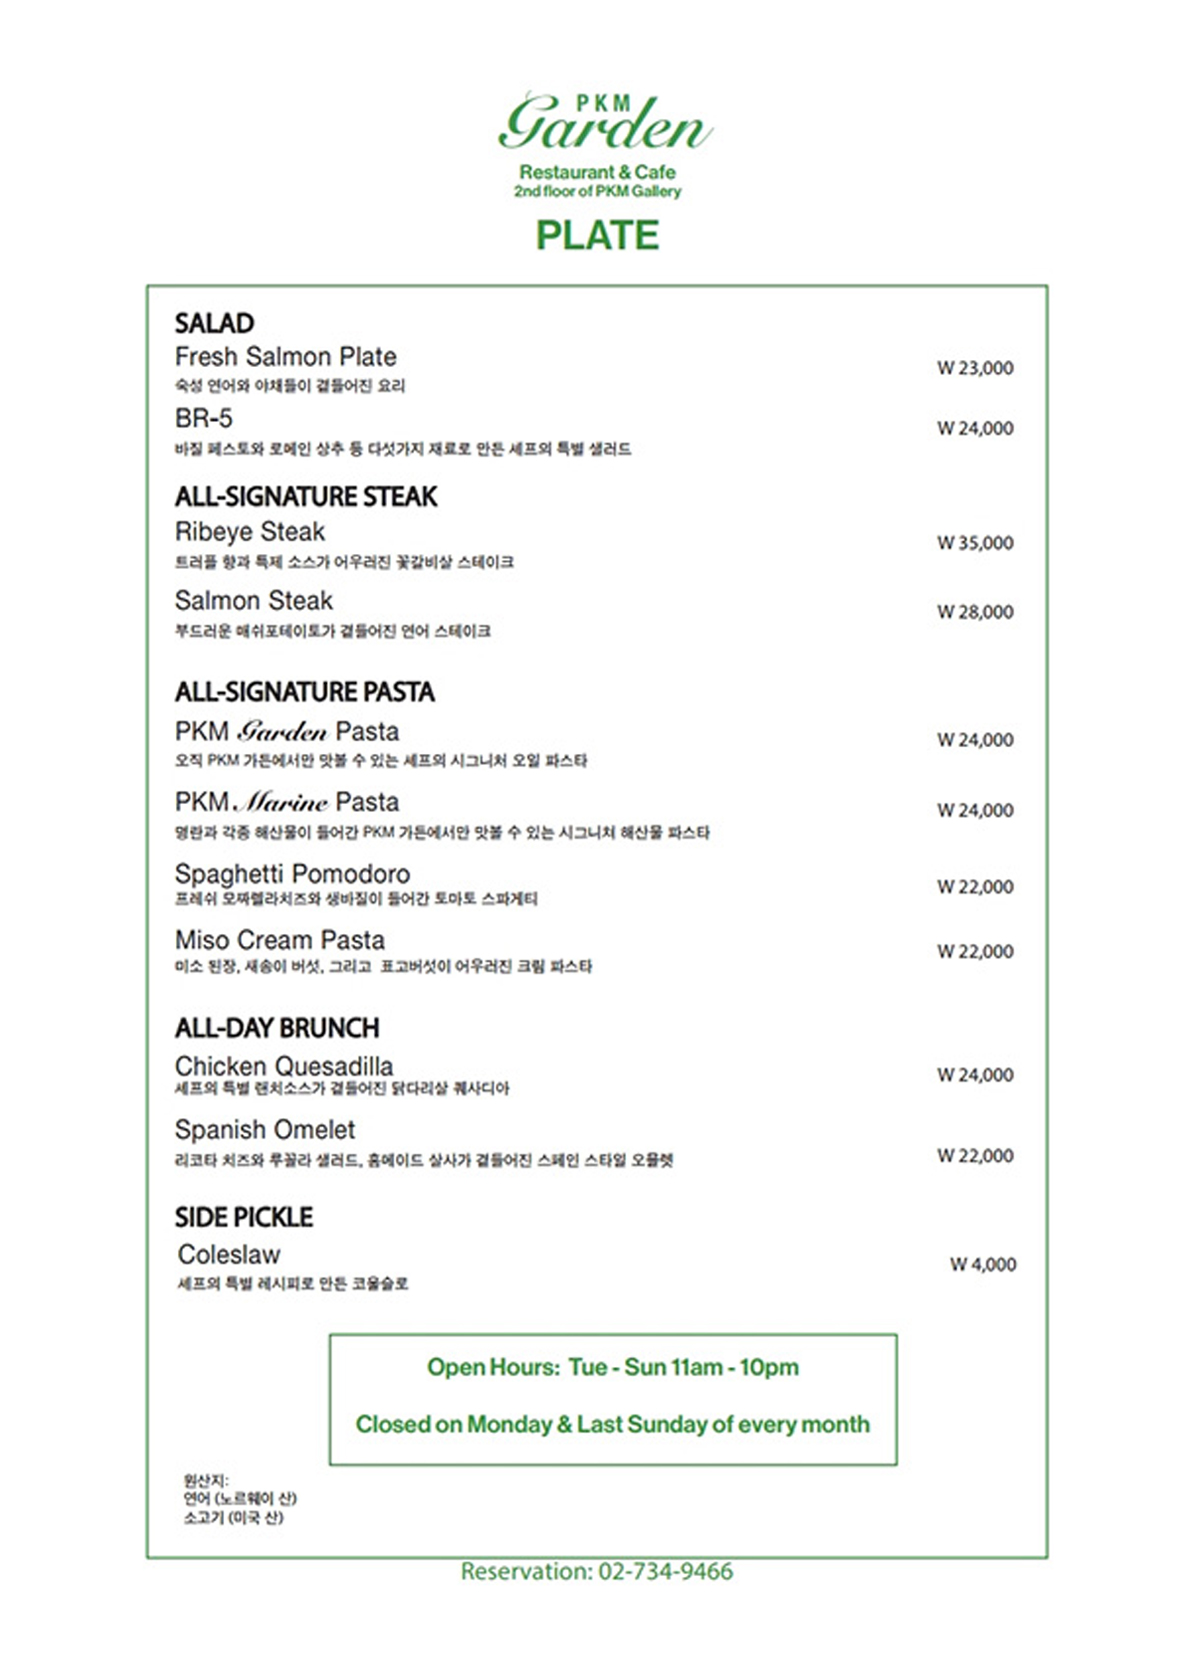 PKM
Garden
Restaurant & Cafe
2nd floor of PKM Gallery
PLATE
SALAD
Fresh Salmon Plate
W 23,000
숙성 연어와 야채들이 곁들어진 요리
BR-5
W 24,000
바질 페스토와 로메인 상추 등 다섯가지 재료로 만든 셰프의 특별 샐러드
ALL-SIGNATURE STEAK
Ribeye Steak
W 35,000
트러플 향과 특제 소스가 어우러진 꽃갈비살 스테이크
Salmon Steak
W 28,000
부드러운 매쉬포테이토가 곁들어진 연어 스테이크
ALL-SIGNATURE PASTA
PKM Garden Pasta
W 24,000
오직 PKM 가든에서만 맛볼 수 있는 셰프의 시그니처 오일 파스타
PKM Marine Pasta
W 24,000
명란과 각종 해산물이 들어간 PKM 가든에서만 맛볼 수 있는 시그니쳐 해산물 파스타
Spaghetti Pomodoro
W 22,000
프레쉬 모짜렐라치즈와 생바질이 들어간 토마토 스파게티
Miso Cream Pasta
W 22,000
미소 된장, 새송이 버섯, 그리고 표고버섯이 어우러진 크림 파스타
ALL-DAY BRUNCH
Chicken Quesadilla
W 24,000
셰프의 특별 랜치소스가 곁들어진 닭다리살 퀘사디아
Spanish Omelet
W 22,000
리코타 치즈와 루꼴라 샐러드, 홈메이드 살사가 곁들어진 스페인 스타일 오믈렛
SIDE PICKLE
Coleslaw
W 4,000
셰프의 특별 레시피로 만든 코울슬로
Open Hours: Tue - Sun 11am - 10pm
Closed on Monday & Last Sunday of every month
원산지:
연어 (노르웨이 산)
소고기 (미국 산)
Reservation: 02-734-9466